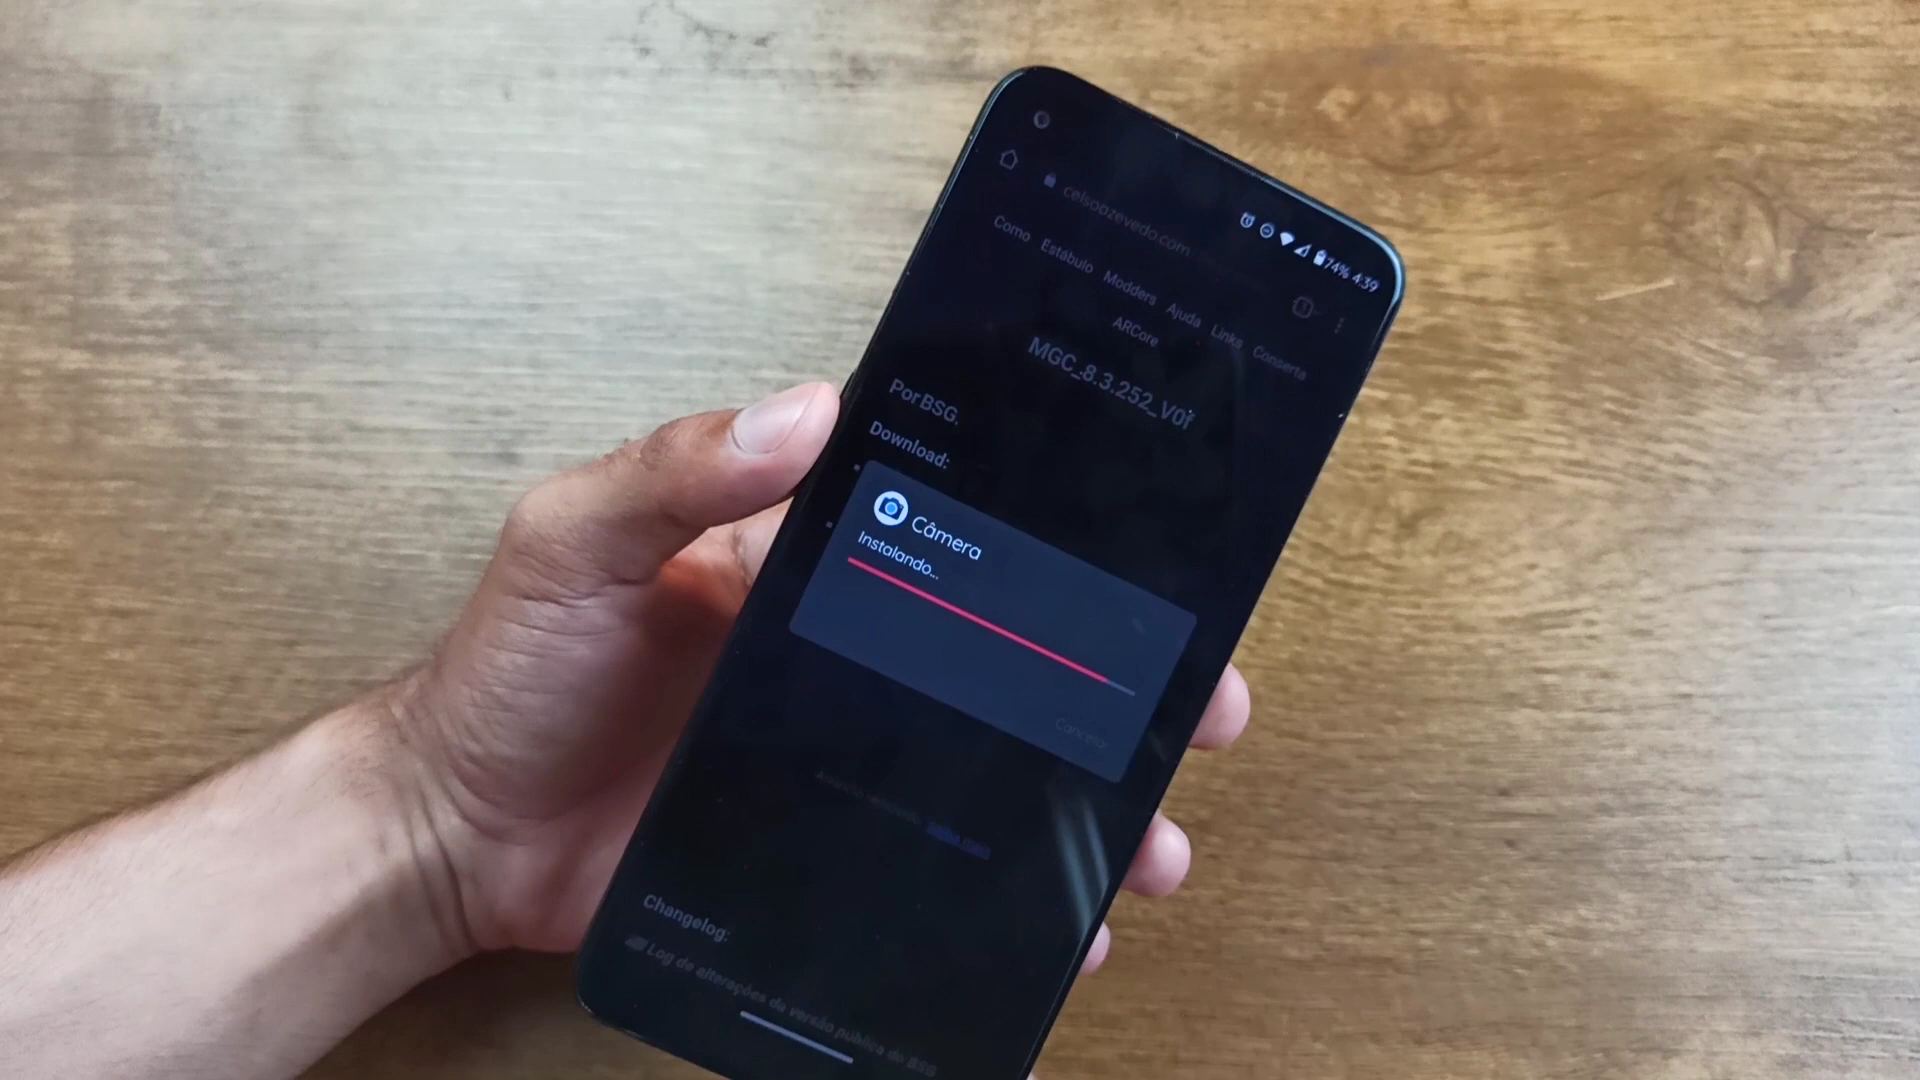 74% 4:39
celsoazevedo.com
Como Estábulo Modders Ajuda Links Conserta
ARCore
MGC_8.3.252_V0f
Por BSG.
Download:
Câmera
Instalando...
Cancelar
Changelog:
Log de alterações da versão pública do BSG